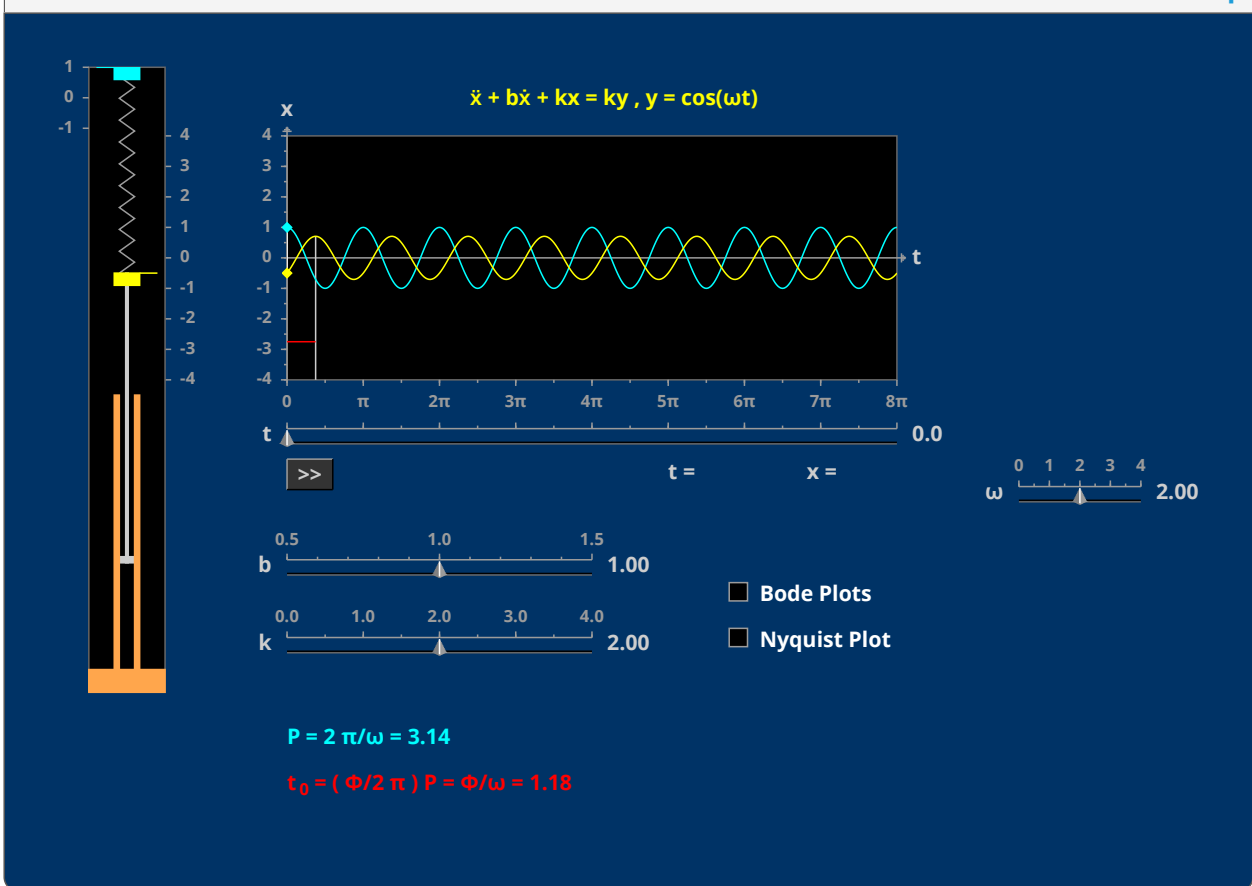 ẍ + bẋ + kx = ky , y = cos(ωt)
1
0
-1
4
3
2
1
0
-1
-2
-3
-4
x
4
3
2
1
0
-1
-2
-3
-4
t
0 π 2π 3π 4π 5π 6π 7π 8π
t 0.0
>> t = x =
0 1 2 3 4
ω 2.00
0.5 1.0 1.5
b 1.00
Bode Plots
0.0 1.0 2.0 3.0 4.0
k 2.00
Nyquist Plot
P = 2 π/ω = 3.14
t₀ = ( Φ/2 π ) P = Φ/ω = 1.18